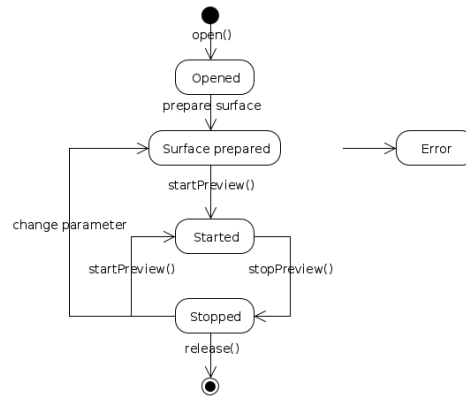 open()
Opened
prepare surface
Surface prepared
Error
startPreview()
change parameter
Started
startPreview()
stopPreview()
Stopped
release()